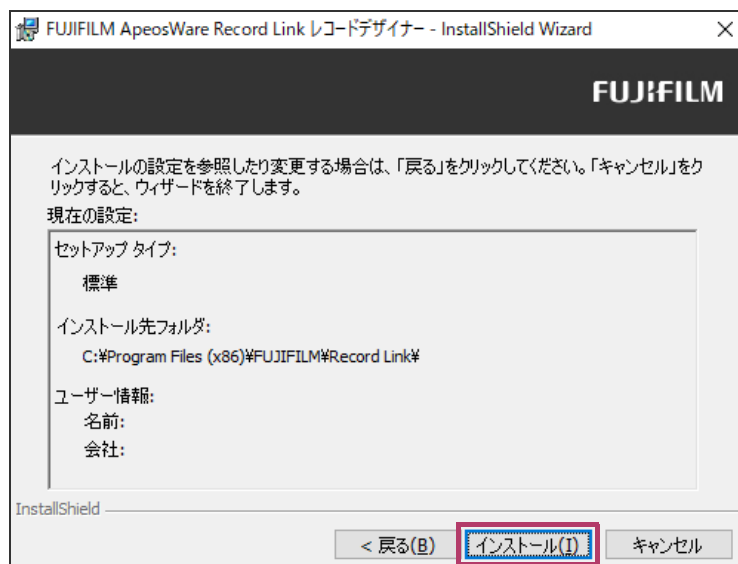 FUJIFILM ApeosWare Record Link レコードデザイナー - InstallShield Wizard
FUJIFILM
インストールの設定を参照したり変更する場合は、「戻る」をクリックしてください。「キャンセル」をク
リックすると、ウィザードを終了します。
現在の設定:
セットアップ タイプ:
標準
インストール先フォルダ:
C:¥Program Files (x86)¥FUJIFILM¥Record Link¥
ユーザー情報:
名前:
会社:
InstallShield
< 戻る(B) インストール(I) キャンセル